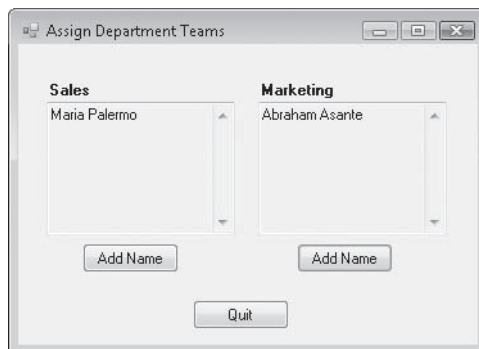 Assign Department Teams
Sales
Marketing
Maria Palermo
Abraham Asante
Add Name
Add Name
Quit